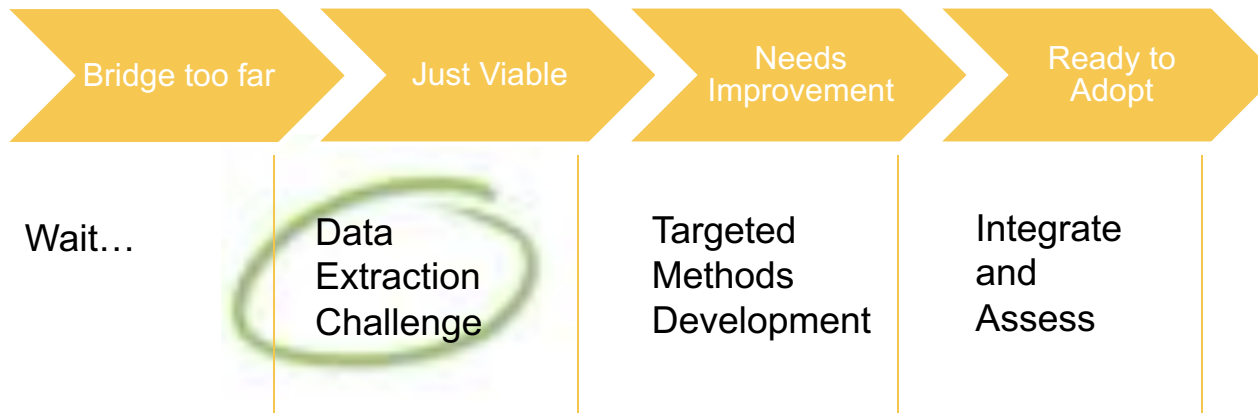 Bridge too far
Just Viable
Needs
Improvement
Ready to
Adopt
Wait…
Data
Extraction
Challenge
Targeted
Methods
Development
Integrate
and
Assess